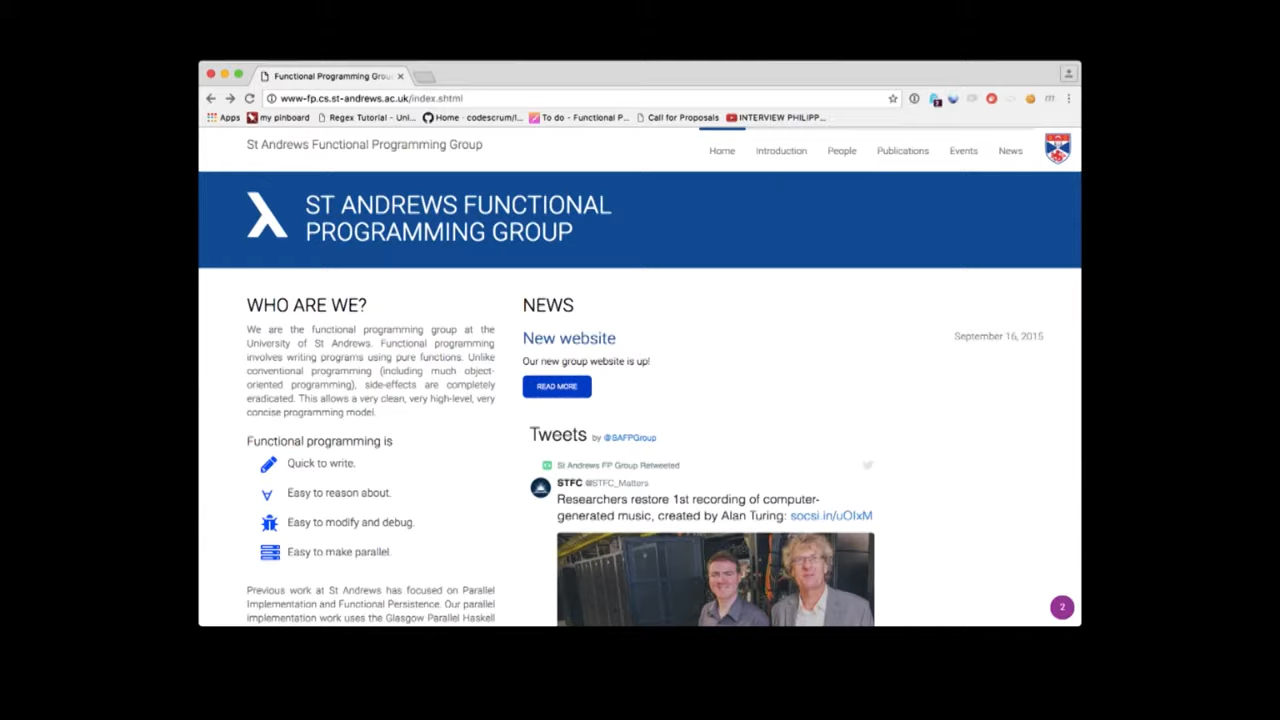 Functional Programming Grou
www-fp.cs.st-andrews.ac.uk/index.shtml
Apps my pinboard Regex Tutorial - Uni... Home · codescrum/l... To do - Functional P... Call for Proposals INTERVIEW PHILIPP...
St Andrews Functional Programming Group
Home Introduction People Publications Events News
ST ANDREWS FUNCTIONAL
PROGRAMMING GROUP
WHO ARE WE?
We are the functional programming group at the
University of St Andrews. Functional programming
involves writing programs using pure functions. Unlike
conventional programming (including much object-
oriented programming), side-effects are completely
eradicated. This allows a very clean, very high-level, very
concise programming model.
Functional programming is
Quick to write.
Easy to reason about.
Easy to modify and debug.
Easy to make parallel.
Previous work at St Andrews has focused on Parallel
Implementation and Functional Persistence. Our parallel
implementation work uses the Glasgow Parallel Haskell
NEWS
New website
September 16, 2015
Our new group website is up!
READ MORE
Tweets by @SAFPGroup
St Andrews FP Group Retweeted
STFC @STFC_Matters
Researchers restore 1st recording of computer-
generated music, created by Alan Turing: socsi.in/uOIxM
2